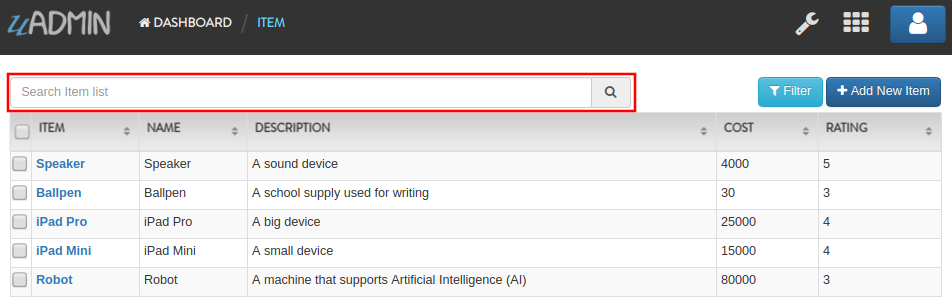 uADMIN DASHBOARD / ITEM
Search Item list Filter + Add New Item
ITEM NAME DESCRIPTION COST RATING
Speaker Speaker A sound device 4000 5
Ballpen Ballpen A school supply used for writing 30 3
iPad Pro iPad Pro A big device 25000 4
iPad Mini iPad Mini A small device 15000 4
Robot Robot A machine that supports Artificial Intelligence (AI) 80000 3